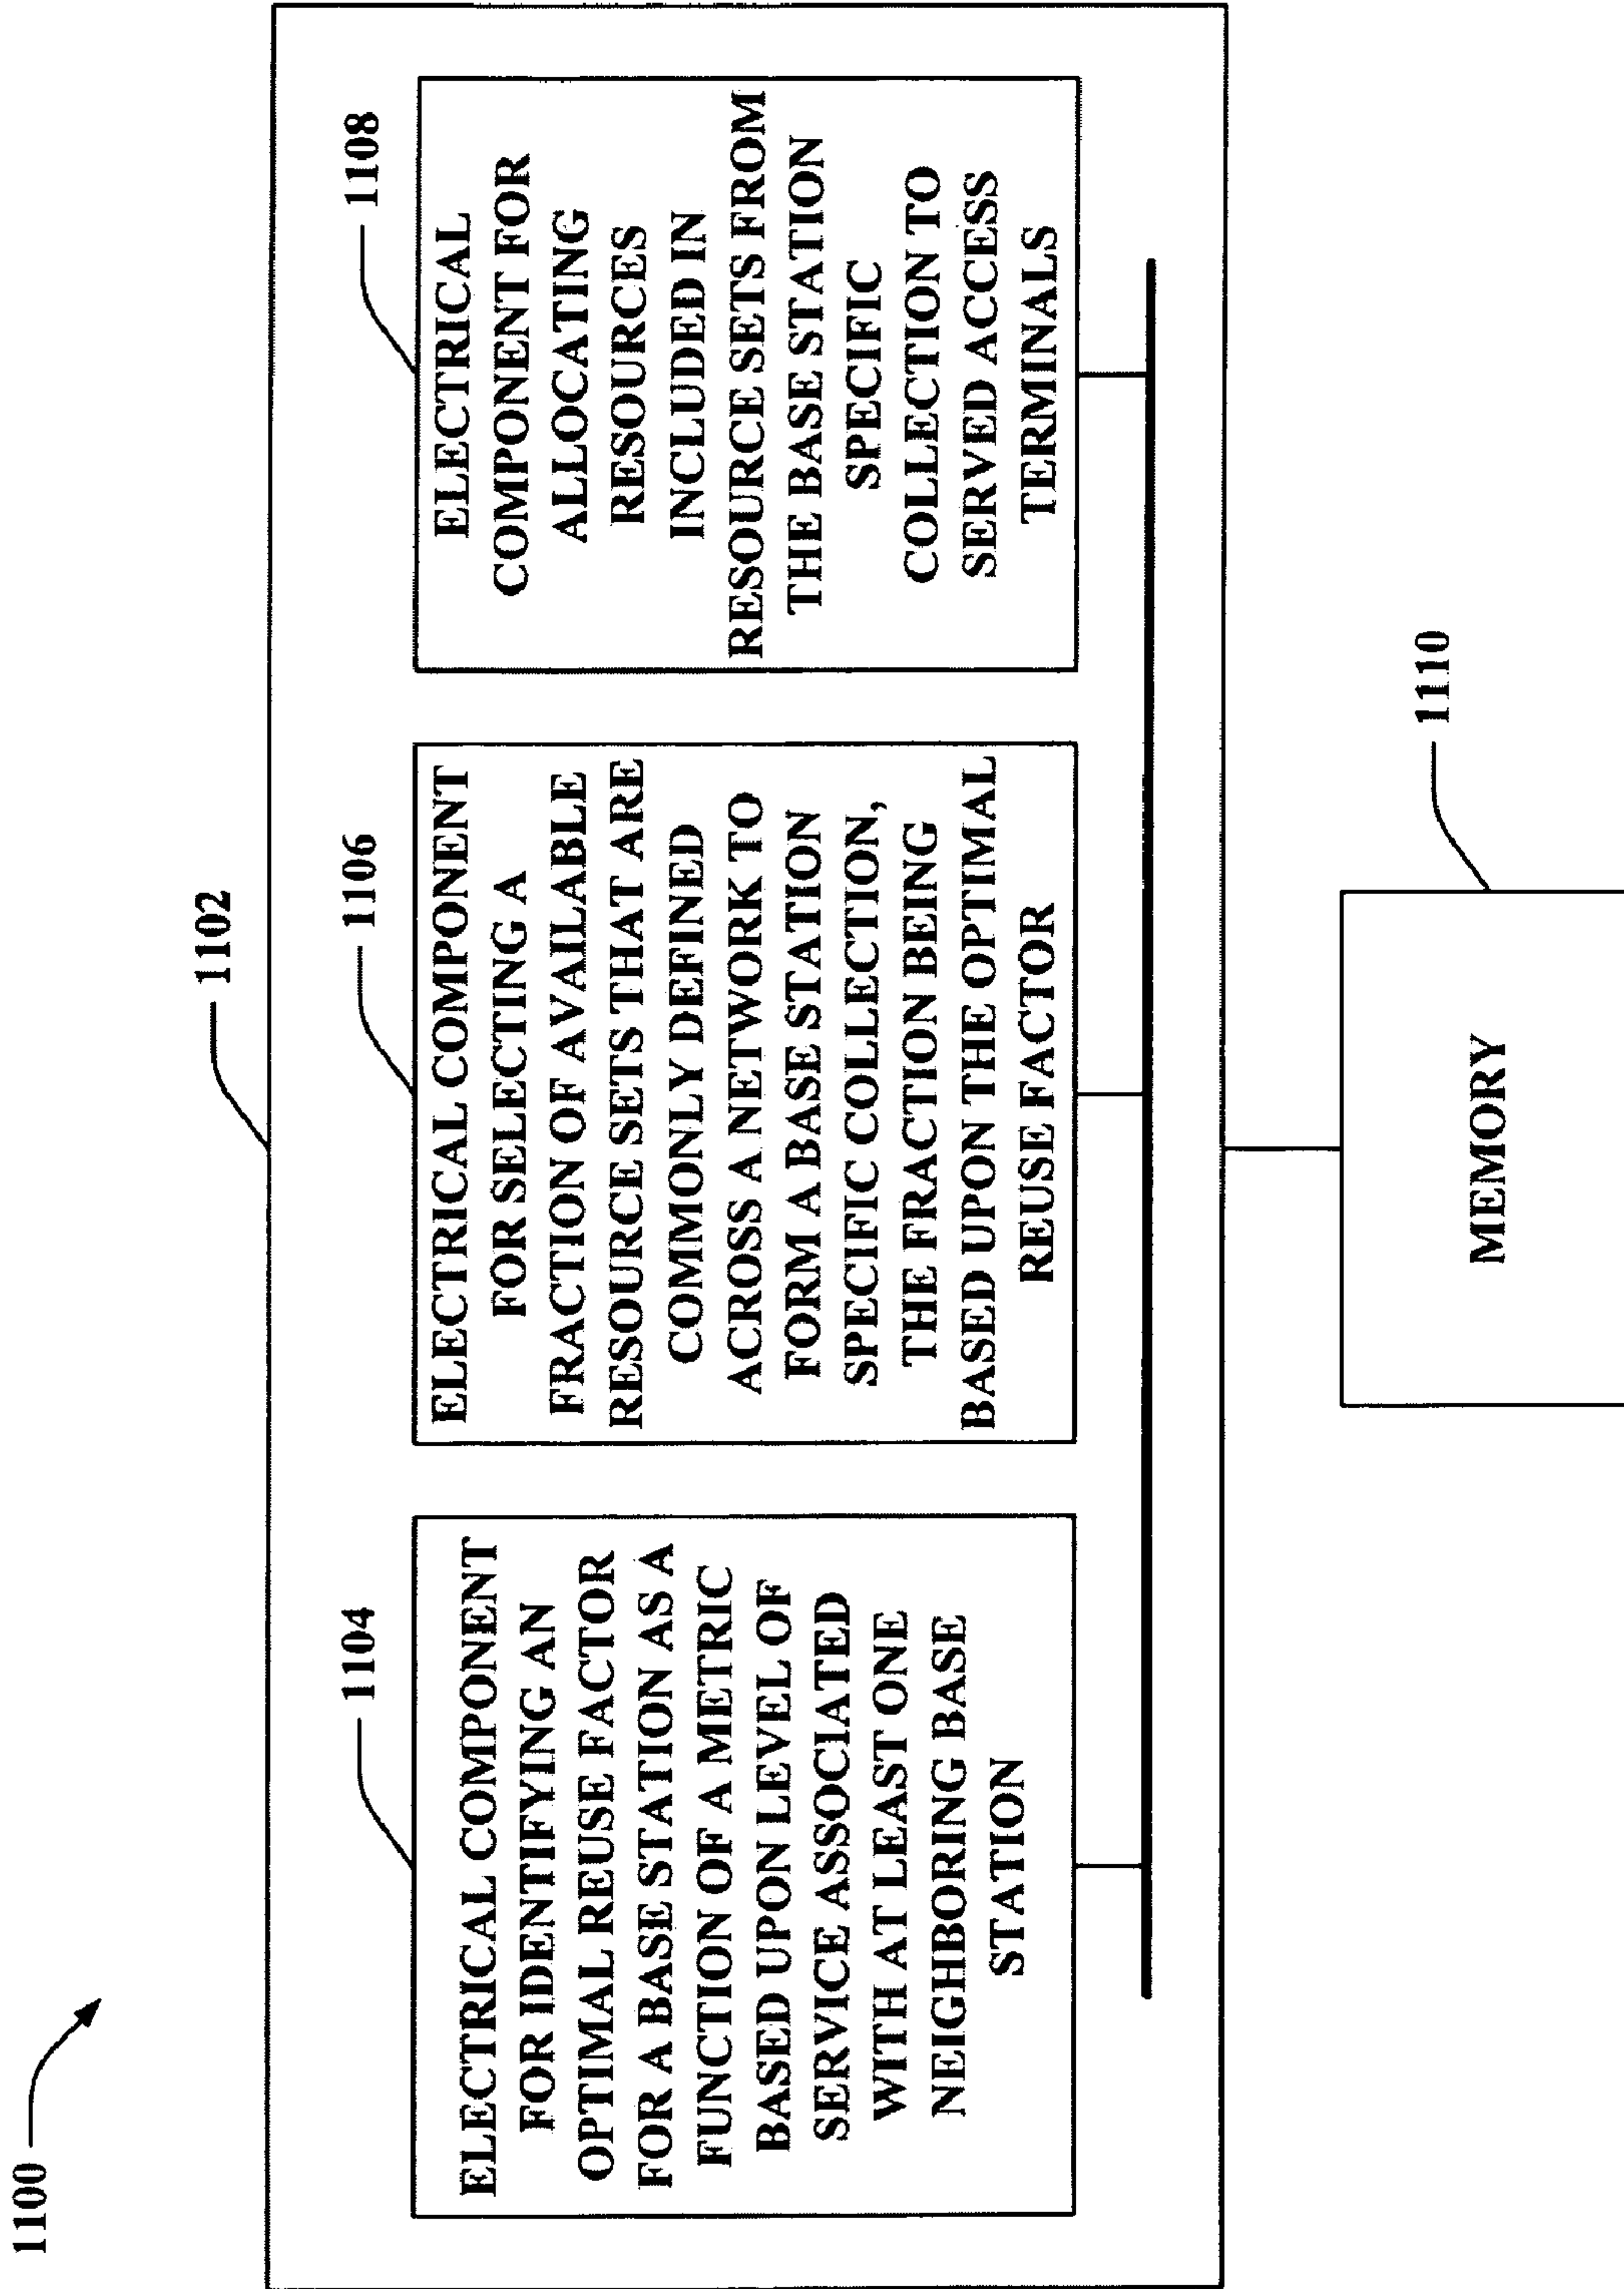 1100
1102
1104
ELECTRICAL COMPONENT
FOR IDENTIFYING AN
OPTIMAL REUSE FACTOR
FOR A BASE STATION AS A
FUNCTION OF A METRIC
BASED UPON LEVEL OF
SERVICE ASSOCIATED
WITH AT LEAST ONE
NEIGHBORING BASE
STATION
1106
ELECTRICAL COMPONENT
FOR SELECTING A
FRACTION OF AVAILABLE
RESOURCE SETS THAT ARE
COMMONLY DEFINED
ACROSS A NETWORK TO
FORM A BASE STATION
SPECIFIC COLLECTION,
THE FRACTION BEING
BASED UPON THE OPTIMAL
REUSE FACTOR
1108
ELECTRICAL
COMPONENT FOR
ALLOCATING
RESOURCES
INCLUDED IN
RESOURCE SETS FROM
THE BASE STATION
SPECIFIC
COLLECTION TO
SERVED ACCESS
TERMINALS
1110
MEMORY